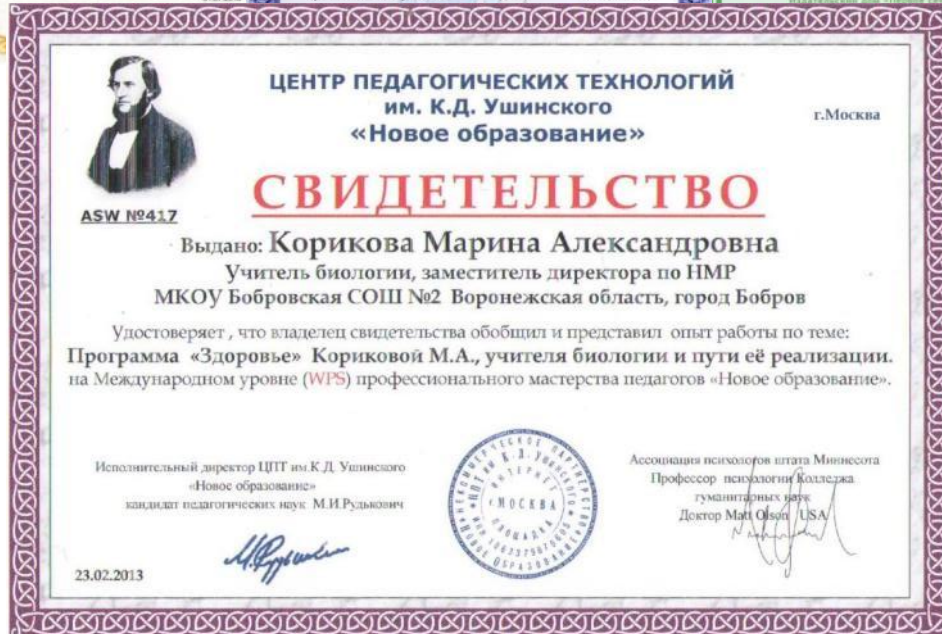 ЦЕНТР ПЕДАГОГИЧЕСКИХ ТЕХНОЛОГИЙ
им. К.Д. Ушинского
«Новое образование»
г.Москва
СВИДЕТЕЛЬСТВО
ASW №417
Выдано: Корикова Марина Александровна
Учитель биологии, заместитель директора по НМР
МКОУ Бобровская СОШ №2 Воронежская область, город Бобров
Удостоверяет , что владелец свидетельства обобщил и представил опыт работы по теме:
Программа «Здоровье» Кориковой М.А., учителя биологии и пути её реализации.
на Международном уровне (WPS) профессионального мастерства педагогов «Новое образование».
Исполнительный директор ЦПТ им.К.Д. Ушинского
«Новое образование»
кандидат педагогических наук М.И.Рудькович
23.02.2013
МОСКВА
Ассоциация психологов штата Миннесота
Профессор психологии Колледжа
гуманитарных наук
Доктор Matt Olson USA